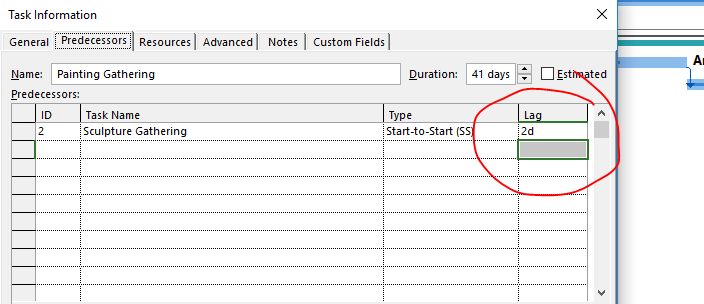 Task Information
General Predecessors Resources Advanced Notes Custom Fields
Name: Painting Gathering Duration: 41 days Estimated
Predecessors:
ID Task Name Type Lag
2 Sculpture Gathering Start-to-Start (SS) 2d